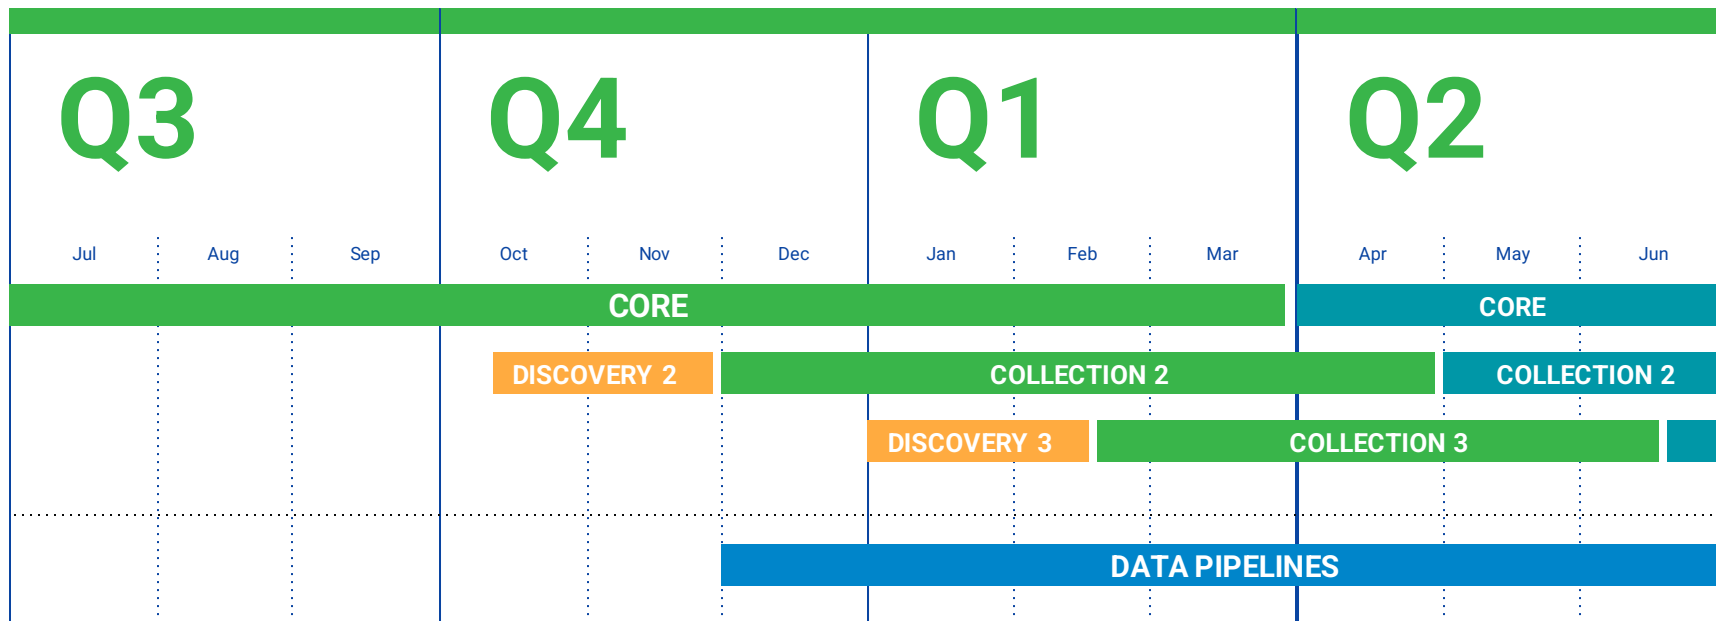 Q3 Q4 Q1 Q2
Jul Aug Sep Oct Nov Dec Jan Feb Mar Apr May Jun
CORE CORE
DISCOVERY 2 COLLECTION 2 COLLECTION 2
DISCOVERY 3 COLLECTION 3
DATA PIPELINES